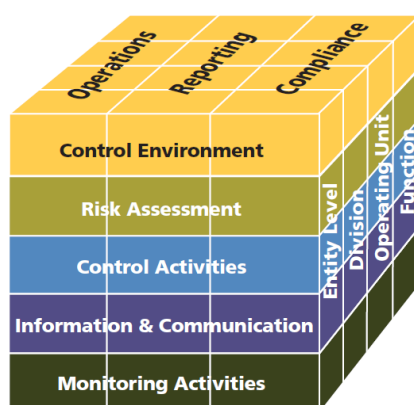 Operations
Reporting
Compliance
Control Environment
Risk Assessment
Control Activities
Information & Communication
Monitoring Activities
Entity Level
Division
Operating Unit
Function